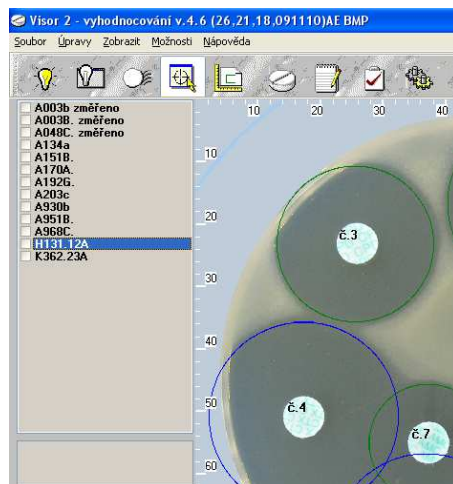 Visor 2 - vyhodnocování v.4.6 (26,21,18,091110)AE BMP
Soubor Úpravy Zobrazit Možnosti Nápověda
A003b změřeno
A003B. změřeno
A048C. změřeno
A134a
A151B.
A170A.
A192G.
A203c
A930b
A951B.
A968C.
H131.12A
K362.23A
10 20 30 40
10
20
30
40
50
60
č.3
č.4
č.7